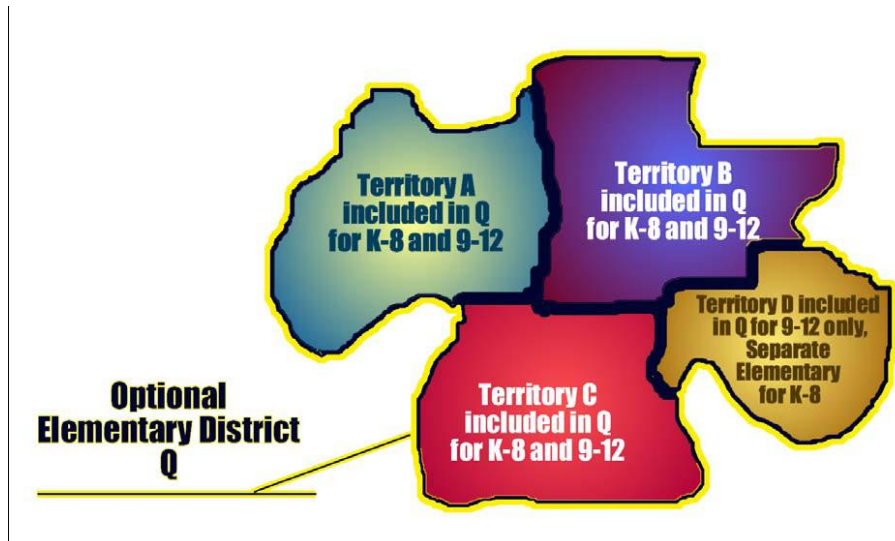 Territory A
included in Q
for K-8 and 9-12
Territory B
included in Q
for K-8 and 9-12
Territory D included
in Q for 9-12 only,
Separate
Elementary
for K-8
Territory C
included in Q
for K-8 and 9-12
Optional
Elementary District
Q